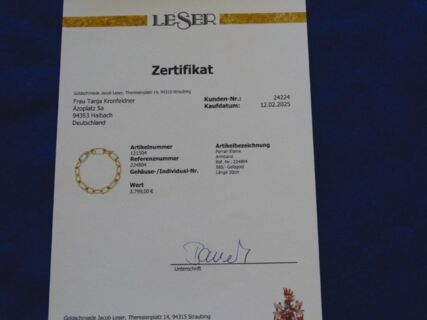 LESER
Zertifikat
Goldschmiede Jacob Leser, Theresienplatz 14, 94315 Straubing
Frau Tanja Kronfeldner
Azoplatz 5a
94353 Haibach
Deutschland
Kunden-Nr.: 24224
Kaufdatum: 12.02.2025
Artikelnummer
121504
Referenznummer
224804
Gehäuse-/Individual-Nr.
Wert
3.799,00 €
Artikelbezeichnung
Armband
Ref. Nr.: 224804
585/- Gelbgold
Länge 20cm
Unterschrift
Goldschmiede Jacob Leser, Theresienplatz 14, 94315 Straubing